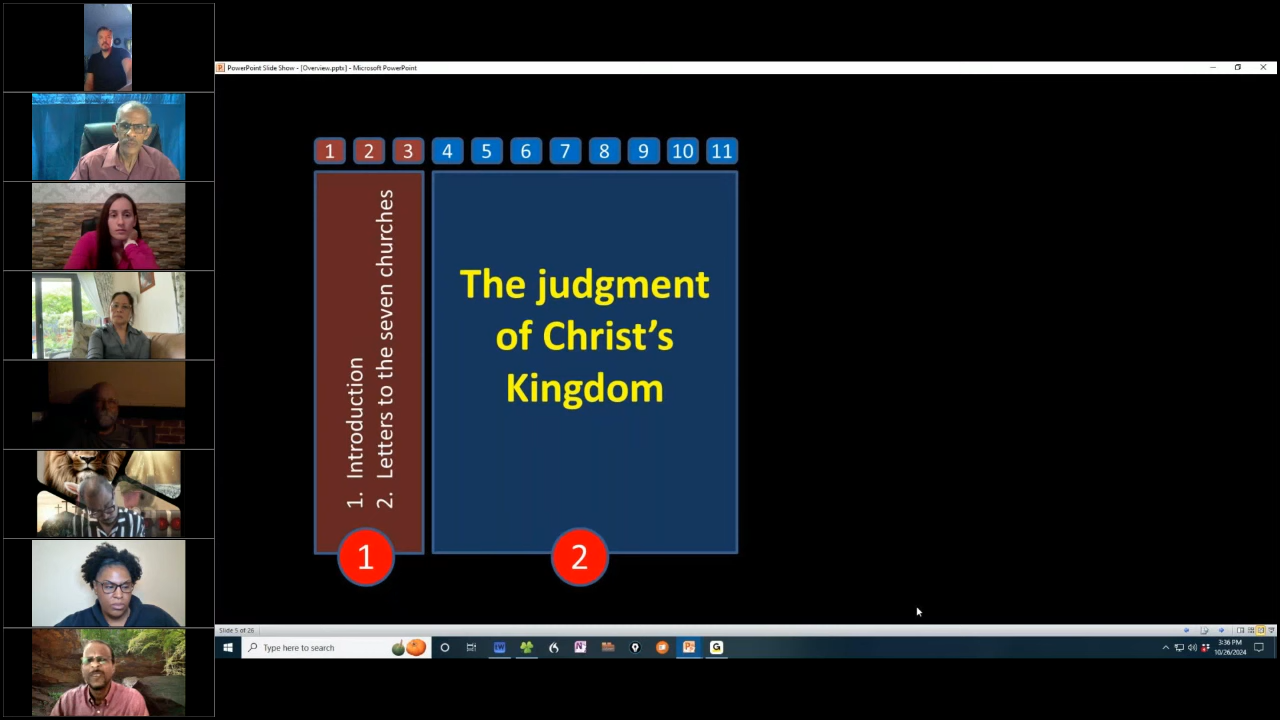 PowerPoint Slide Show - [Overview.pptx] - Microsoft PowerPoint
1 2 3 4 5 6 7 8 9 10 11
1. Introduction
2. Letters to the seven churches
The judgment
of Christ's
Kingdom
1
2
Slide 5 of 26
Type here to search
3:36 PM
10/26/2024